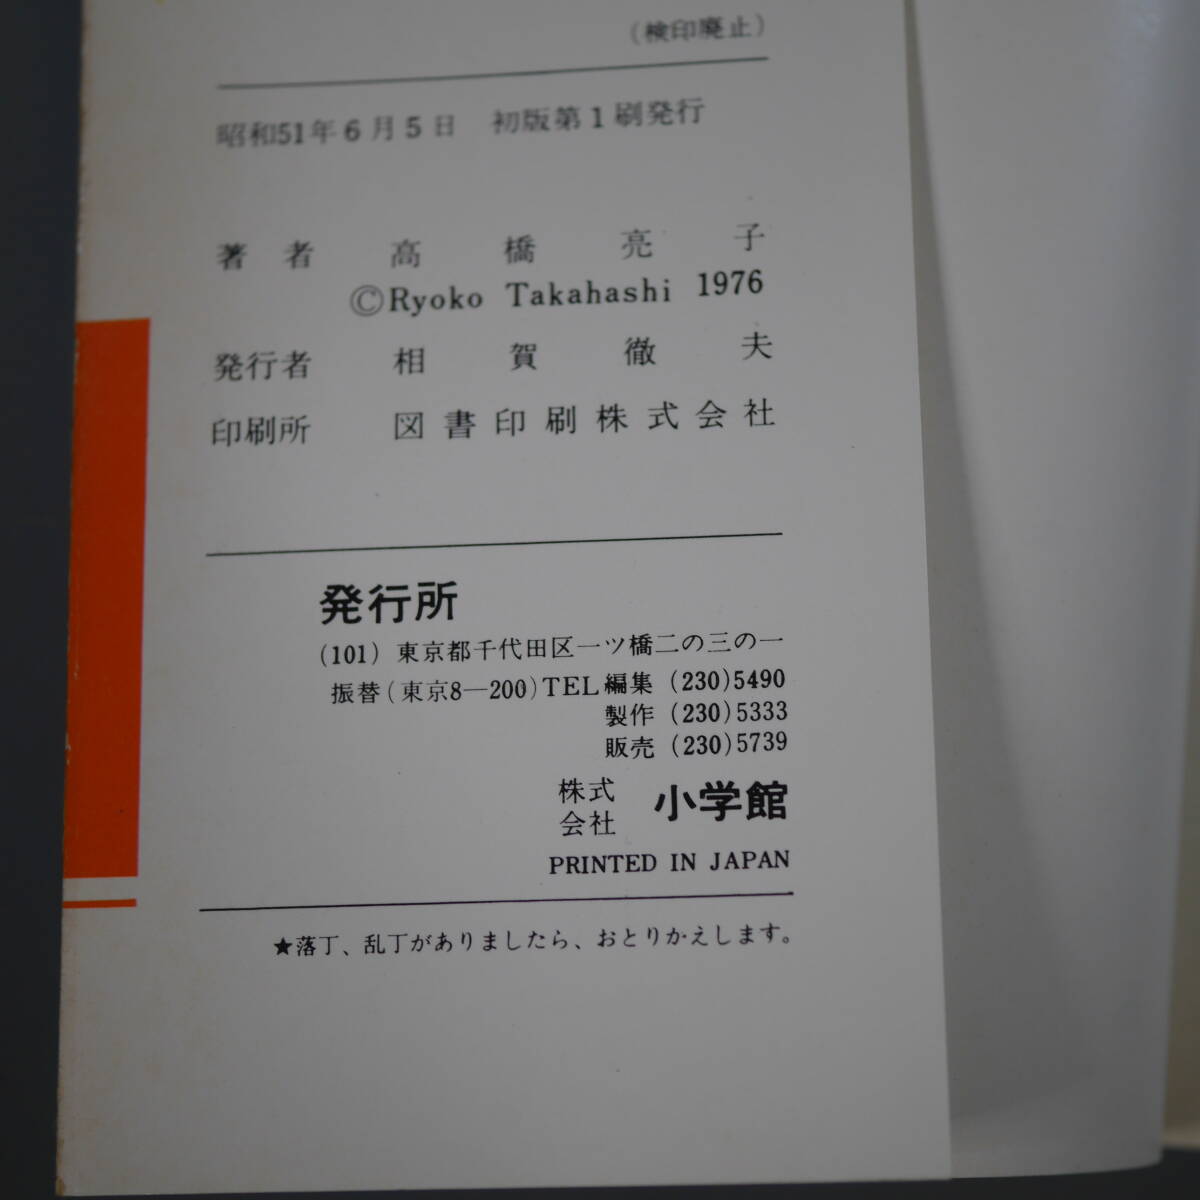 (検印廃止)
昭和51年6月5日 初版第1刷発行
著者 高橋亮子
©Ryoko Takahashi 1976
発行者 相賀徹夫
印刷所 図書印刷株式会社
発行所
(101) 東京都千代田区一ツ橋二の三の一
振替(東京8―200)TEL編集 (230)5490
製作 (230)5333
販売 (230)5739
株式会社 小学館
PRINTED IN JAPAN
★落丁、乱丁がありましたら、おとりかえします。